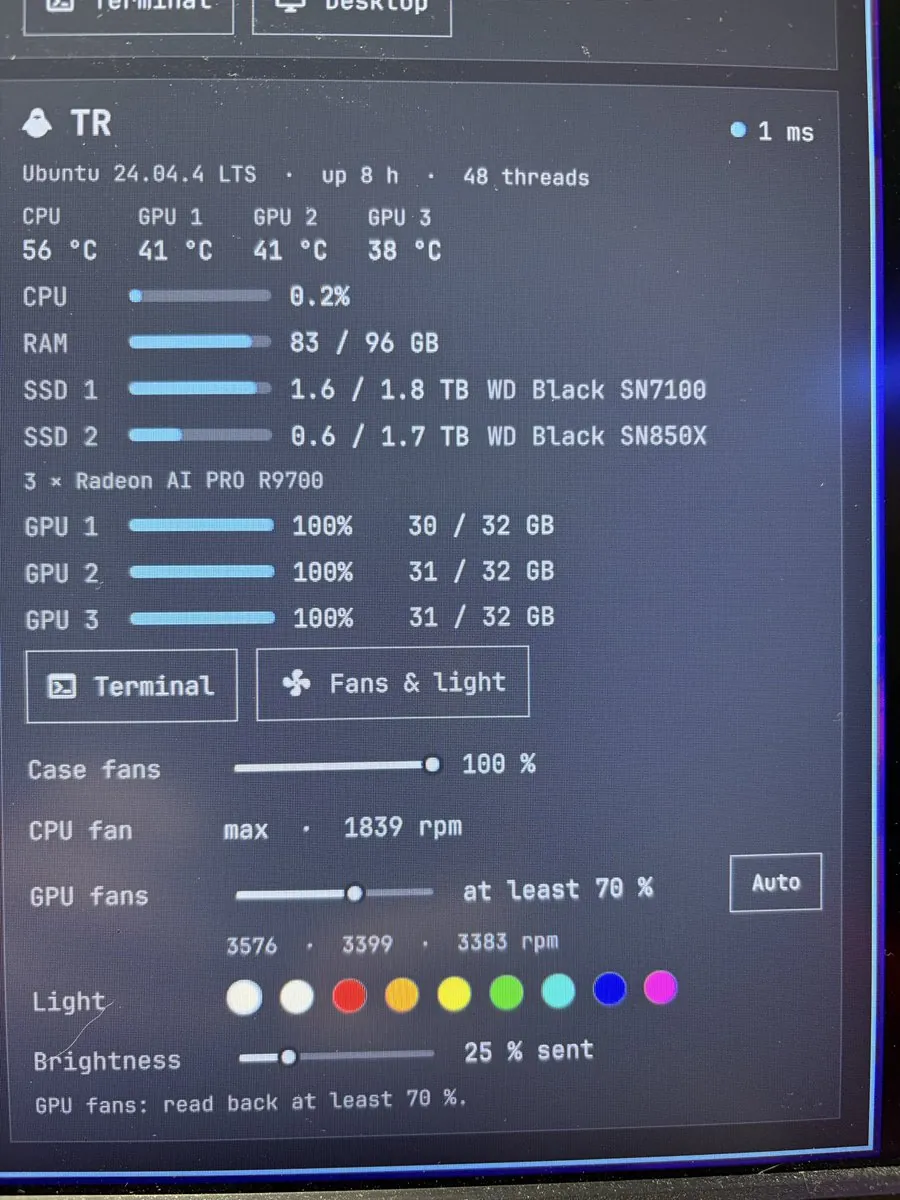 Terminal Desktop
TR
1 ms
Ubuntu 24.04.4 LTS · up 8 h · 48 threads
CPU GPU 1 GPU 2 GPU 3
56 °C 41 °C 41 °C 38 °C
CPU 0.2%
RAM 83 / 96 GB
SSD 1 1.6 / 1.8 TB WD Black SN7100
SSD 2 0.6 / 1.7 TB WD Black SN850X
3 × Radeon AI PRO R9700
GPU 1 100% 30 / 32 GB
GPU 2 100% 31 / 32 GB
GPU 3 100% 31 / 32 GB
Terminal Fans & light
Case fans 100 %
CPU fan max · 1839 rpm
GPU fans at least 70 % Auto
3576 · 3399 · 3383 rpm
Light
Brightness 25 % sent
GPU fans: read back at least 70 %.